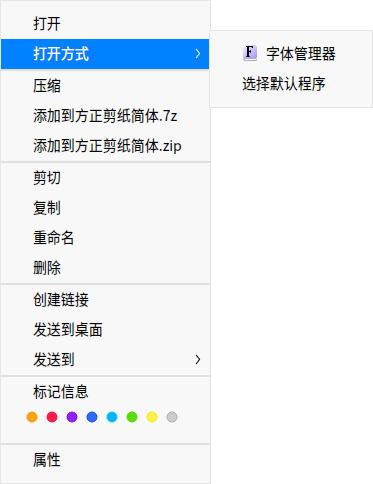 打开
打开方式
字体管理器
选择默认程序
压缩
添加到方正剪纸简体.7z
添加到方正剪纸简体.zip
剪切
复制
重命名
删除
创建链接
发送到桌面
发送到
标记信息
属性